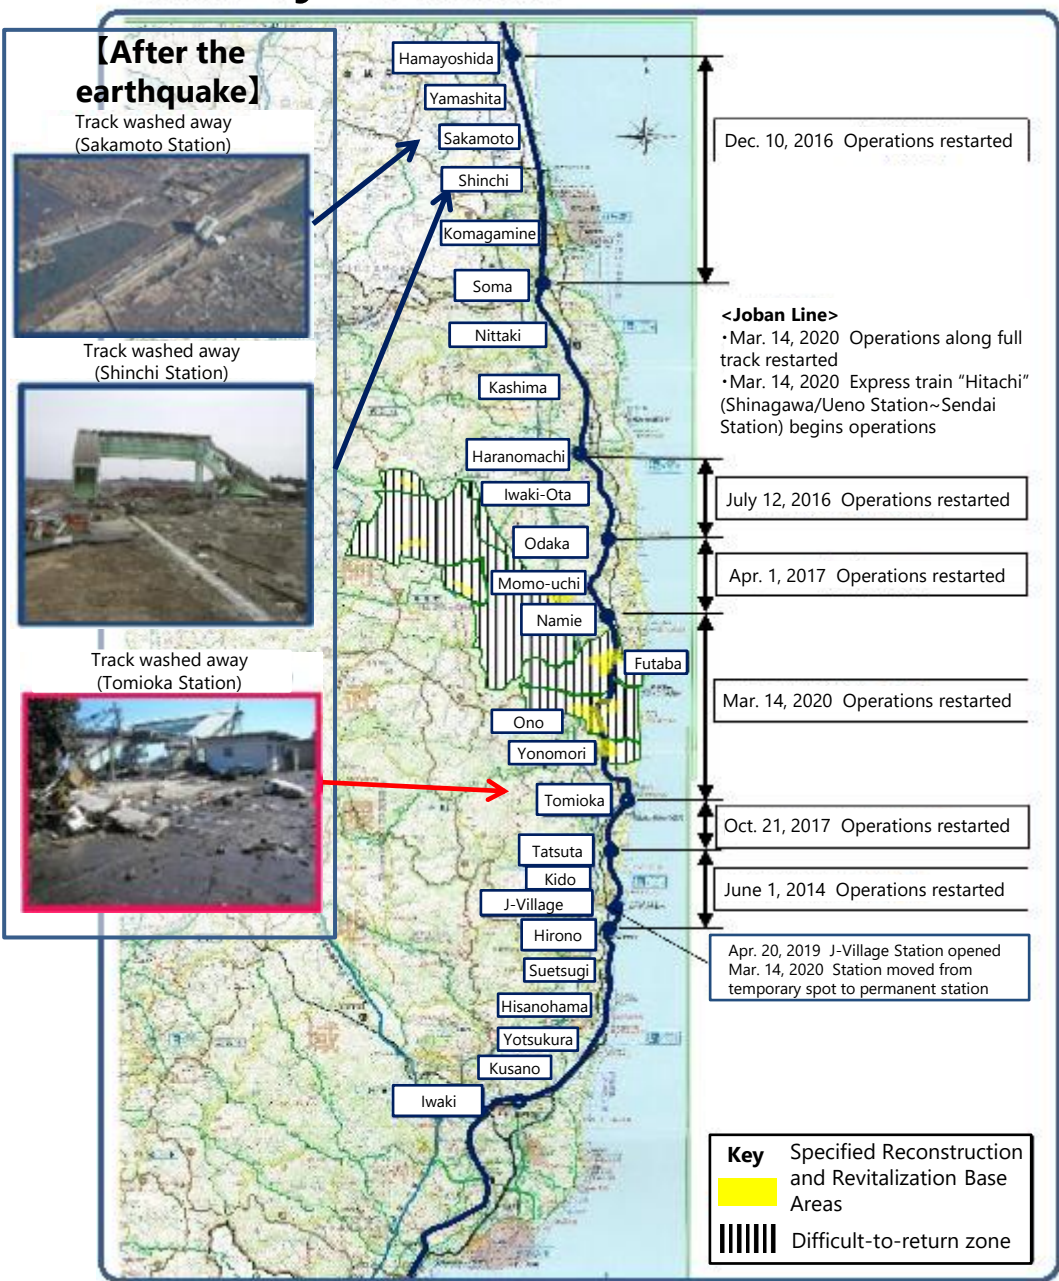 【After the
earthquake】
Track washed away
(Sakamoto Station)
Track washed away
(Shinchi Station)
Track washed away
(Tomioka Station)
Hamayoshida
Yamashita
Sakamoto
Shinchi
Komagamine
Soma
Nittaki
Kashima
Haranomachi
Iwaki-Ota
Odaka
Momo-uchi
Namie
Futaba
Ono
Yonomori
Tomioka
Tatsuta
Kido
J-Village
Hirono
Suetsugi
Hisanohama
Yotsukura
Kusano
Iwaki
Dec. 10, 2016 Operations restarted
<Joban Line>
・Mar. 14, 2020 Operations along full
track restarted
・Mar. 14, 2020 Express train “Hitachi”
(Shinagawa/Ueno Station~Sendai
Station) begins operations
July 12, 2016 Operations restarted
Apr. 1, 2017 Operations restarted
Mar. 14, 2020 Operations restarted
Oct. 21, 2017 Operations restarted
June 1, 2014 Operations restarted
Apr. 20, 2019 J-Village Station opened
Mar. 14, 2020 Station moved from
temporary spot to permanent station
Key
Specified Reconstruction
and Revitalization Base
Areas
Difficult-to-return zone